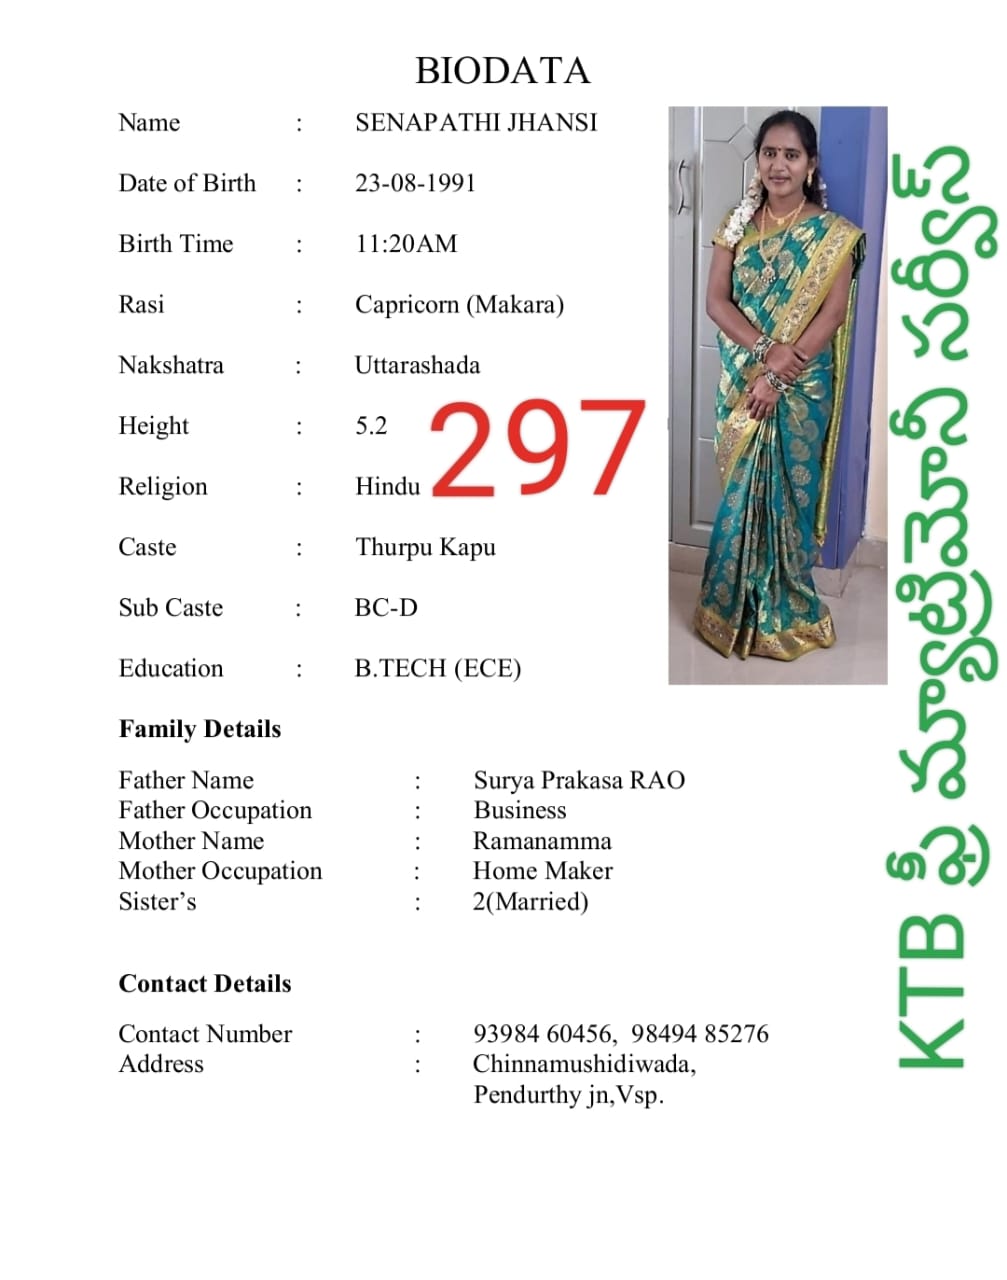 BIODATA
Name : SENAPATHI JHANSI
Date of Birth : 23-08-1991
Birth Time : 11:20AM
Rasi : Capricorn (Makara)
Nakshatra : Uttarashada
Height : 5.2
297
Religion : Hindu
Caste : Thurpu Kapu
Sub Caste : BC-D
Education : B.TECH (ECE)
Family Details
Father Name : Surya Prakasa RAO
Father Occupation : Business
Mother Name : Ramanamma
Mother Occupation : Home Maker
Sister’s : 2(Married)
Contact Details
Contact Number : 93984 60456, 98494 85276
Address : Chinnamushidiwada,
Pendurthy jn,Vsp.
KTB ఫ్రీ మ్యాట్రిమోనీ సర్వీస్